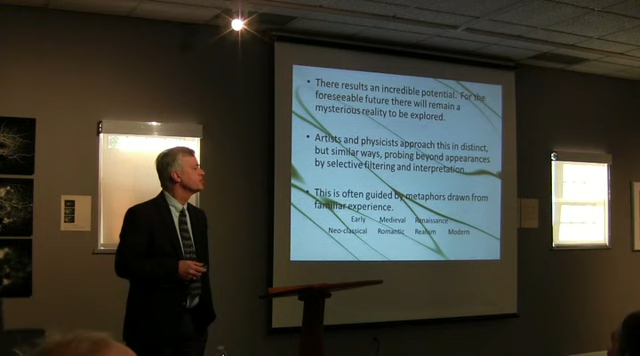 • There results an incredible potential. For the
foreseeable future there will remain a
mysterious reality to be explored.
• Artists and physicists approach this in distinct,
but similar ways, probing beyond appearances
by selective filtering and interpretation.
• This is often guided by metaphors drawn from
familiar experience.
Early Medieval Renaissance
Neo-classical Romantic Realism Modern